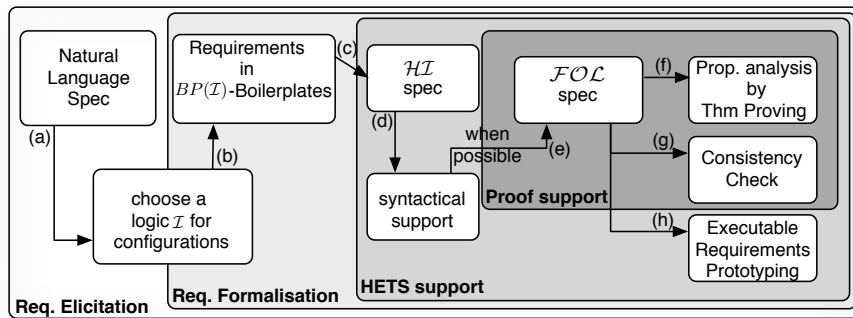 Natural
Language
Spec
(a)
choose a
logic ℐ for
configurations
(b)
Requirements
in
BP(ℐ)-Boilerplates
(c)
ℋℐ
spec
(d)
syntactical
support
when
possible
(e)
ℱ𝒪ℒ
spec
(f)
Prop. analysis
by
Thm Proving
(g)
Consistency
Check
(h)
Executable
Requirements
Prototyping
Proof support
HETS support
Req. Formalisation
Req. Elicitation